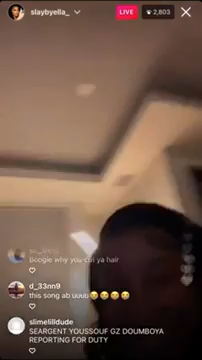 slaybyella_
LIVE
2,803
Boogie why you cut ya hair
d_33nn9
this song ab uuuu😭😭😭😭
slimelilldude
SEARGENT YOUSSOUF GZ DOUMBOYA
REPORTING FOR DUTY